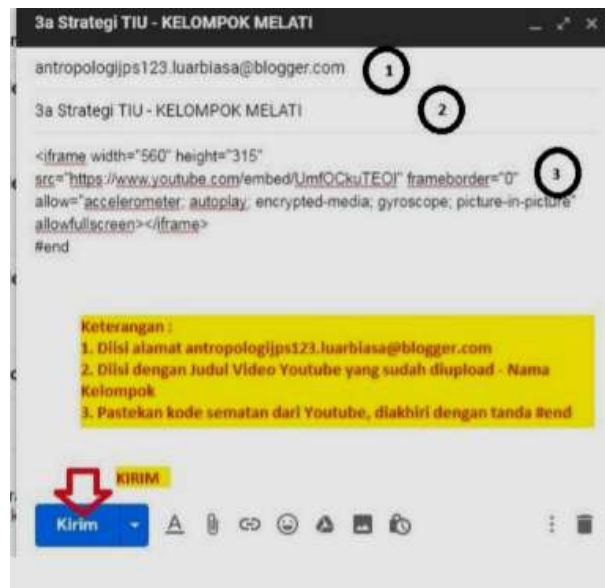 3a Strategi TIU - KELOMPOK MELATI
antropologijps123.luarbiasa@blogger.com
1
3a Strategi TIU - KELOMPOK MELATI
2
<iframe width="560" height="315"
src="https://www.youtube.com/embed/UmfOCkuTEOI" frameborder="0"
3
allow="accelerometer; autoplay; encrypted-media; gyroscope; picture-in-picture"
allowfullscreen></iframe>
#end
Keterangan :
1. Diisi alamat antropologijps123.luarbiasa@blogger.com
2. Diisi dengan Judul Video Youtube yang sudah diupload - Nama
Kelompok
3. Pastekan kode sematan dari Youtube, diakhiri dengan tanda #end
KIRIM
Kirim